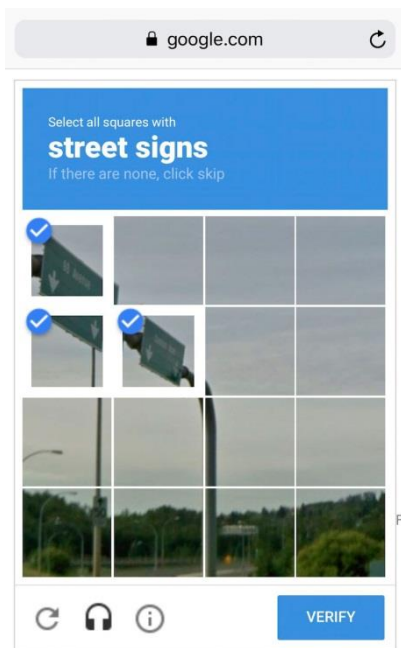 google.com
Select all squares with
street signs
If there are none, click skip
VERIFY